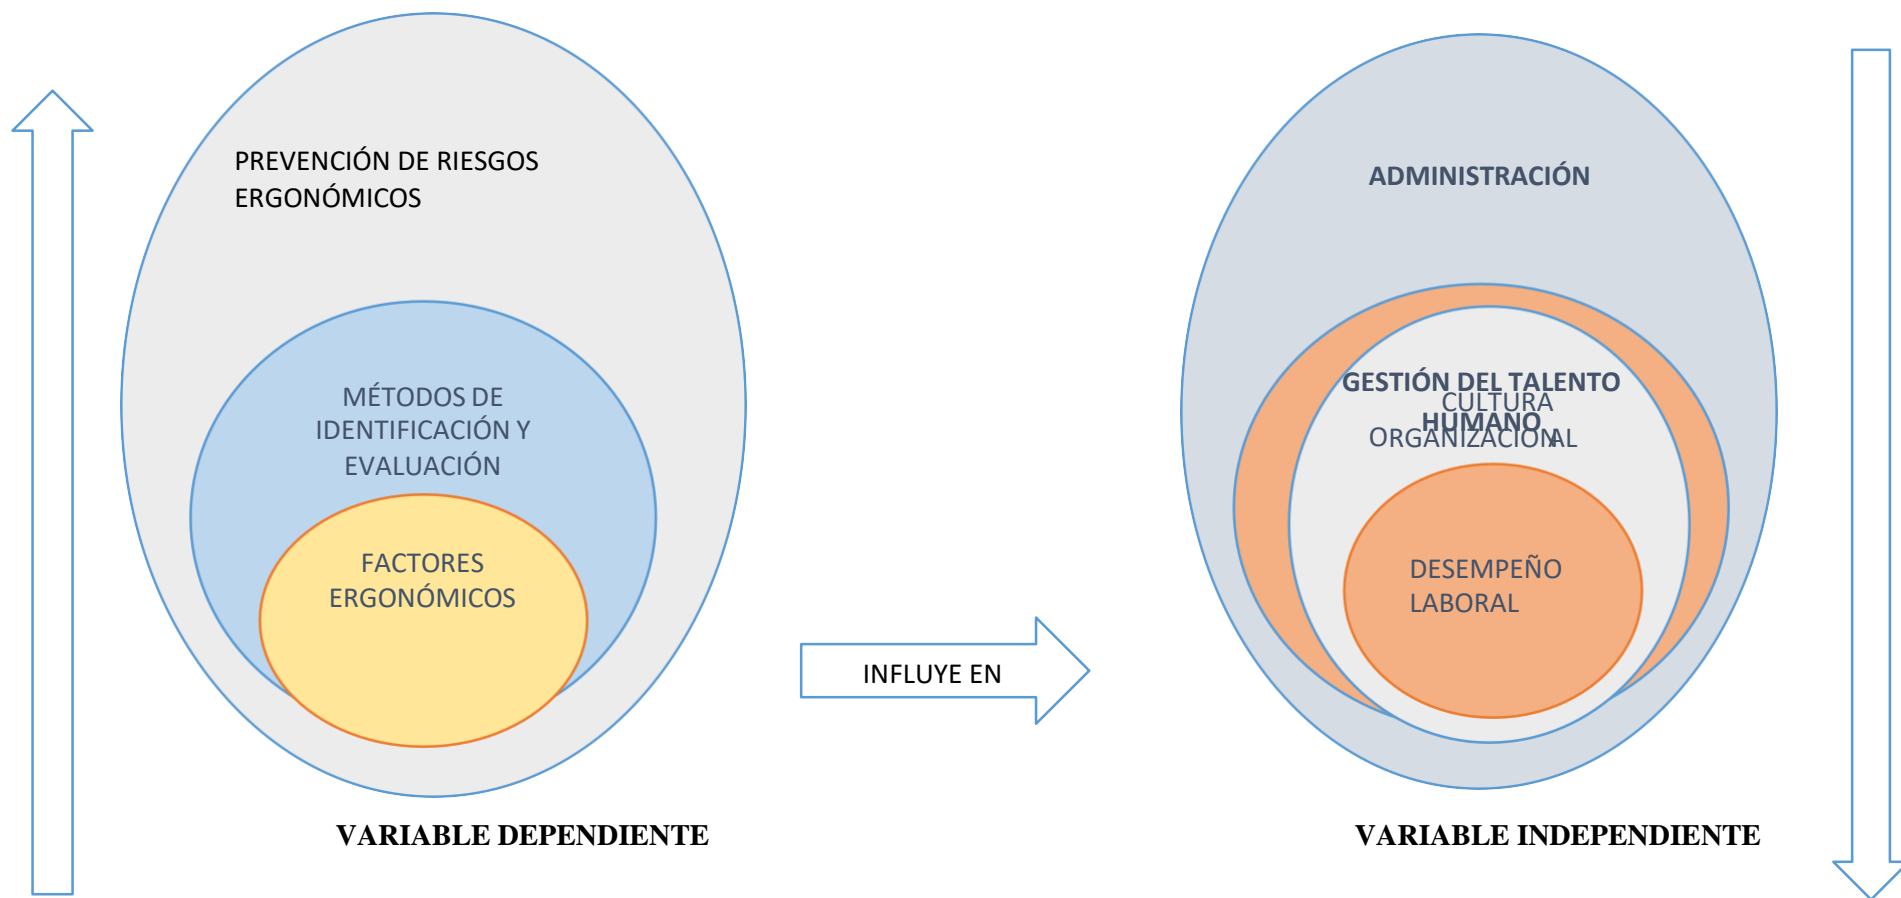 PREVENCIÓN DE RIESGOS
ERGONÓMICOS
MÉTODOS DE
IDENTIFICACIÓN Y
EVALUACIÓN
FACTORES
ERGONÓMICOS
VARIABLE DEPENDIENTE
INFLUYE EN
ADMINISTRACIÓN
GESTIÓN DEL TALENTO
HUMANO
CULTURA
ORGANIZACIONAL
DESEMPEÑO
LABORAL
VARIABLE INDEPENDIENTE